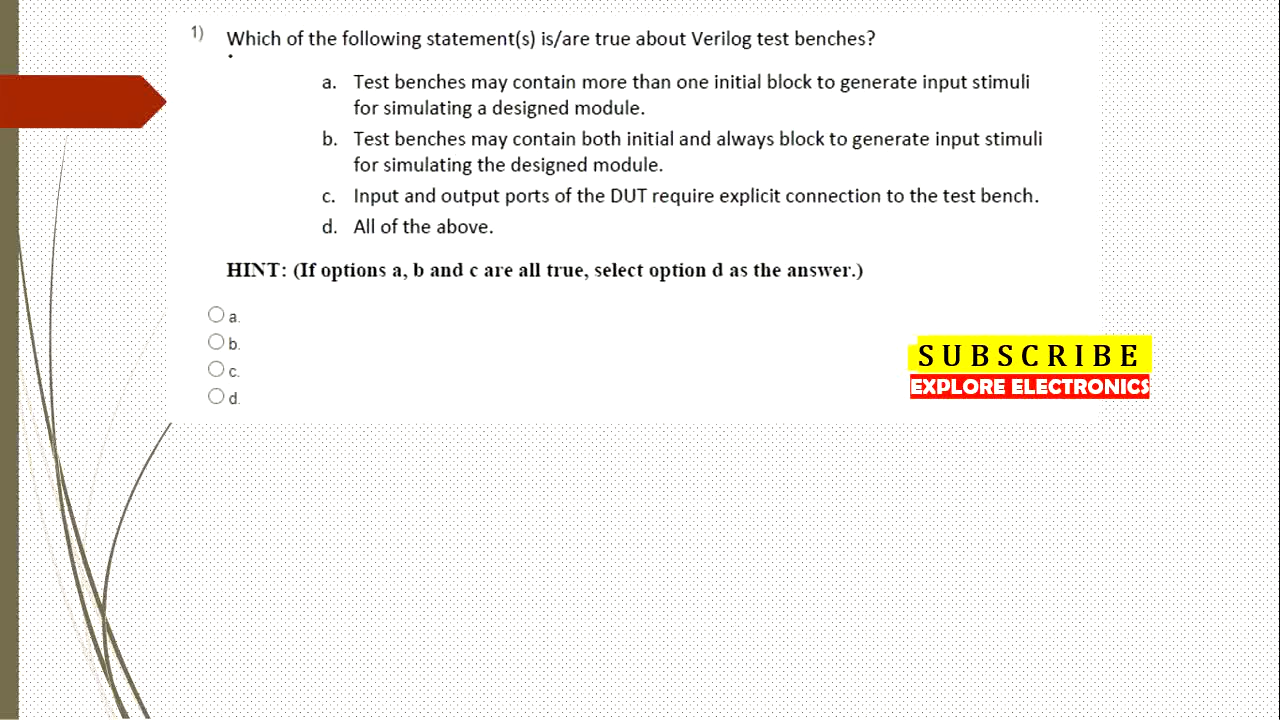 1) Which of the following statement(s) is/are true about Verilog test benches?
a. Test benches may contain more than one initial block to generate input stimuli
for simulating a designed module.
b. Test benches may contain both initial and always block to generate input stimuli
for simulating the designed module.
c. Input and output ports of the DUT require explicit connection to the test bench.
d. All of the above.
HINT: (If options a, b and c are all true, select option d as the answer.)
a.
b.
c.
d.
SUBSCRIBE
EXPLORE ELECTRONICS